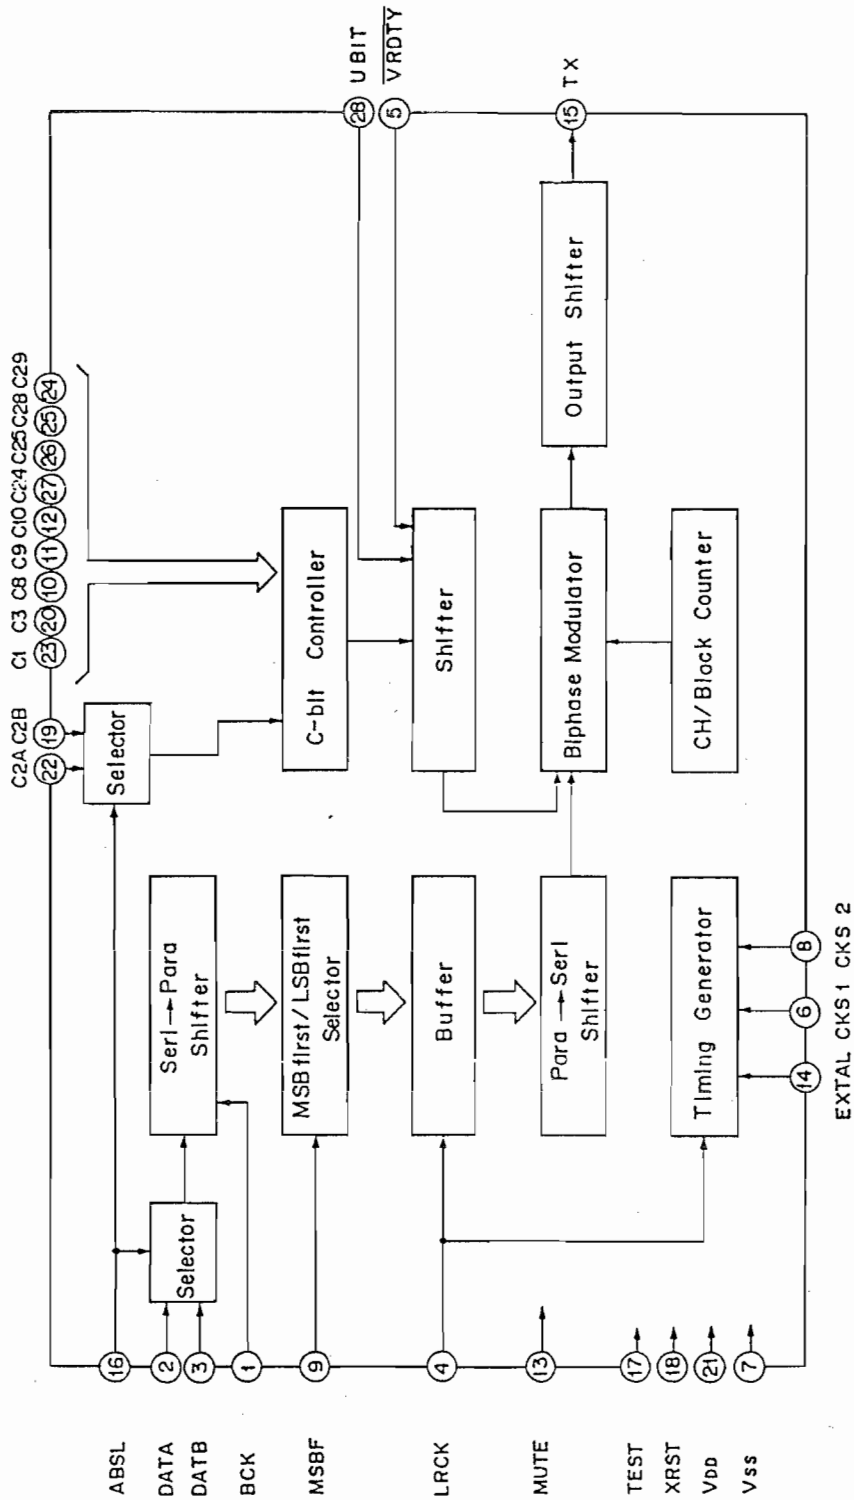 C2A C2B C1 C3 C8 C9 C10 C24 C25 C28 C29
22 19 23 20 10 11 12 27 26 25 24
ABSL 16
Selector
DATA 2
DATB 3
Selector
Seri→Para
Shifter
BCK 1
MSBF 9
MSBfirst/LSBfirst
Selector
C-bit Controller
28 UBIT
5 VRDTY
LRCK 4
Buffer
Shifter
MUTE 13
Para→Seri
Shifter
Biphase Modulator
Output Shifter
15 TX
TEST 17
XRST 18
VDD 21
Vss 7
Timing Generator
CH/Block Counter
14 6 8
EXTAL CKS1 CKS 2